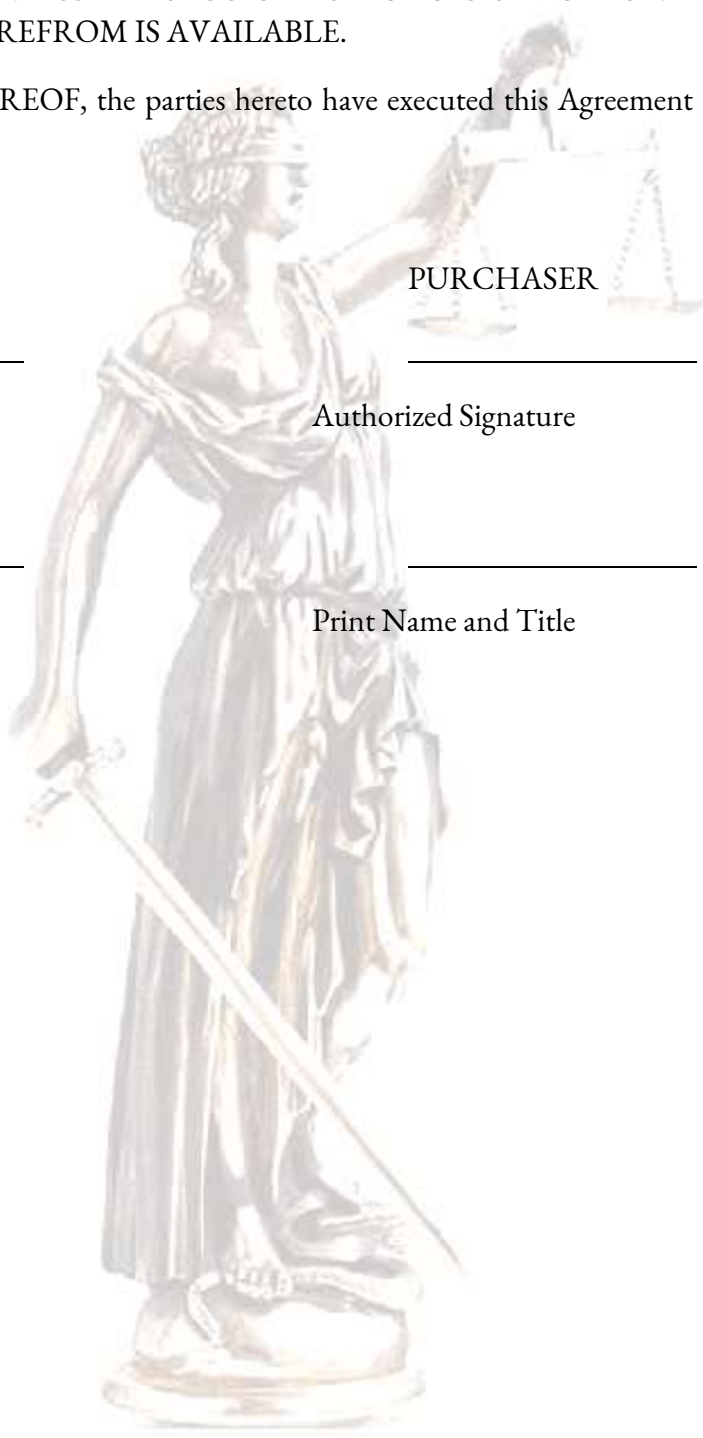 REFROM IS AVAILABLE.
REOF, the parties hereto have executed this Agreement
PURCHASER
Authorized Signature
Print Name and Title